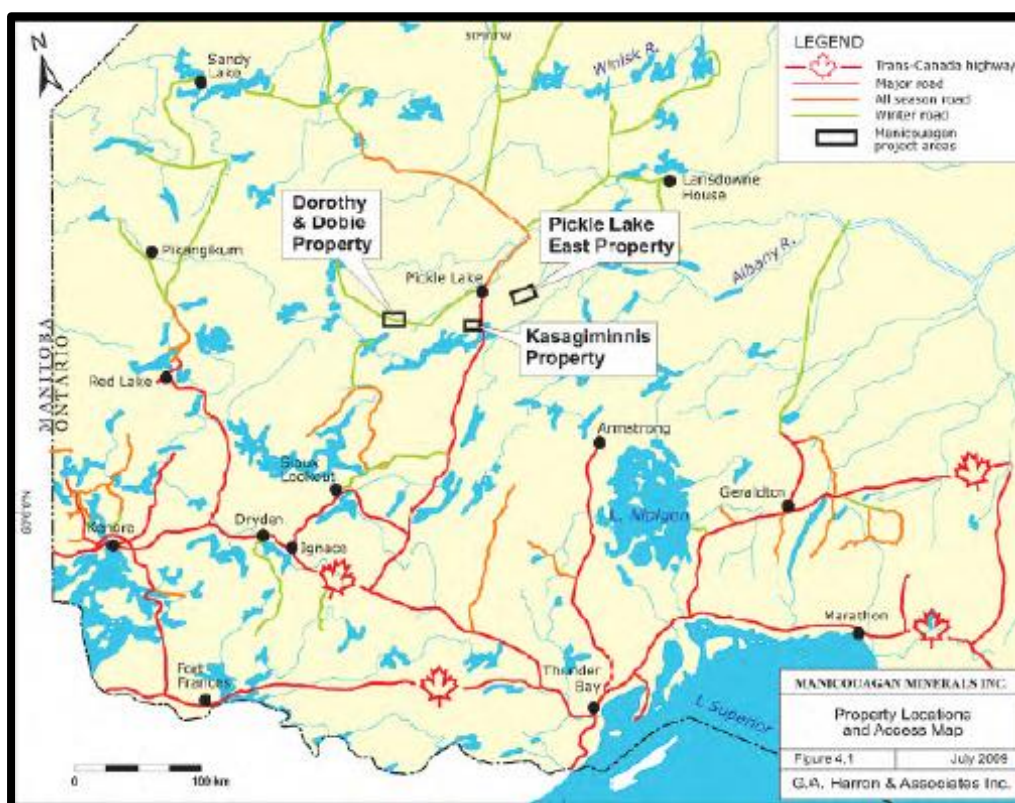 N
Sandy
Lake
Winisk R.
LEGEND
Trans-Canada highway
Major road
All season road
Winter road
Manicouagan
project areas
Lansdowne
House
Dorothy
& Dobie
Property
Pickle Lake
East Property
Pikangikum
Pickle Lake
Albany R.
Kasagiminnis
Property
MANITOBA
ONTARIO
Red Lake
Armstrong
Sioux
Lookout
Geraldton
L. Nipigon
Dryden
Kenora
Ignace
Marathon
Fort
Frances
Thunder
Bay
L Superior
MANICOUAGAN MINERALS INC.
Property Locations
and Access Map
Figure 4.1
July 2009
G.A. Harron & Associates Inc.
0
100 km